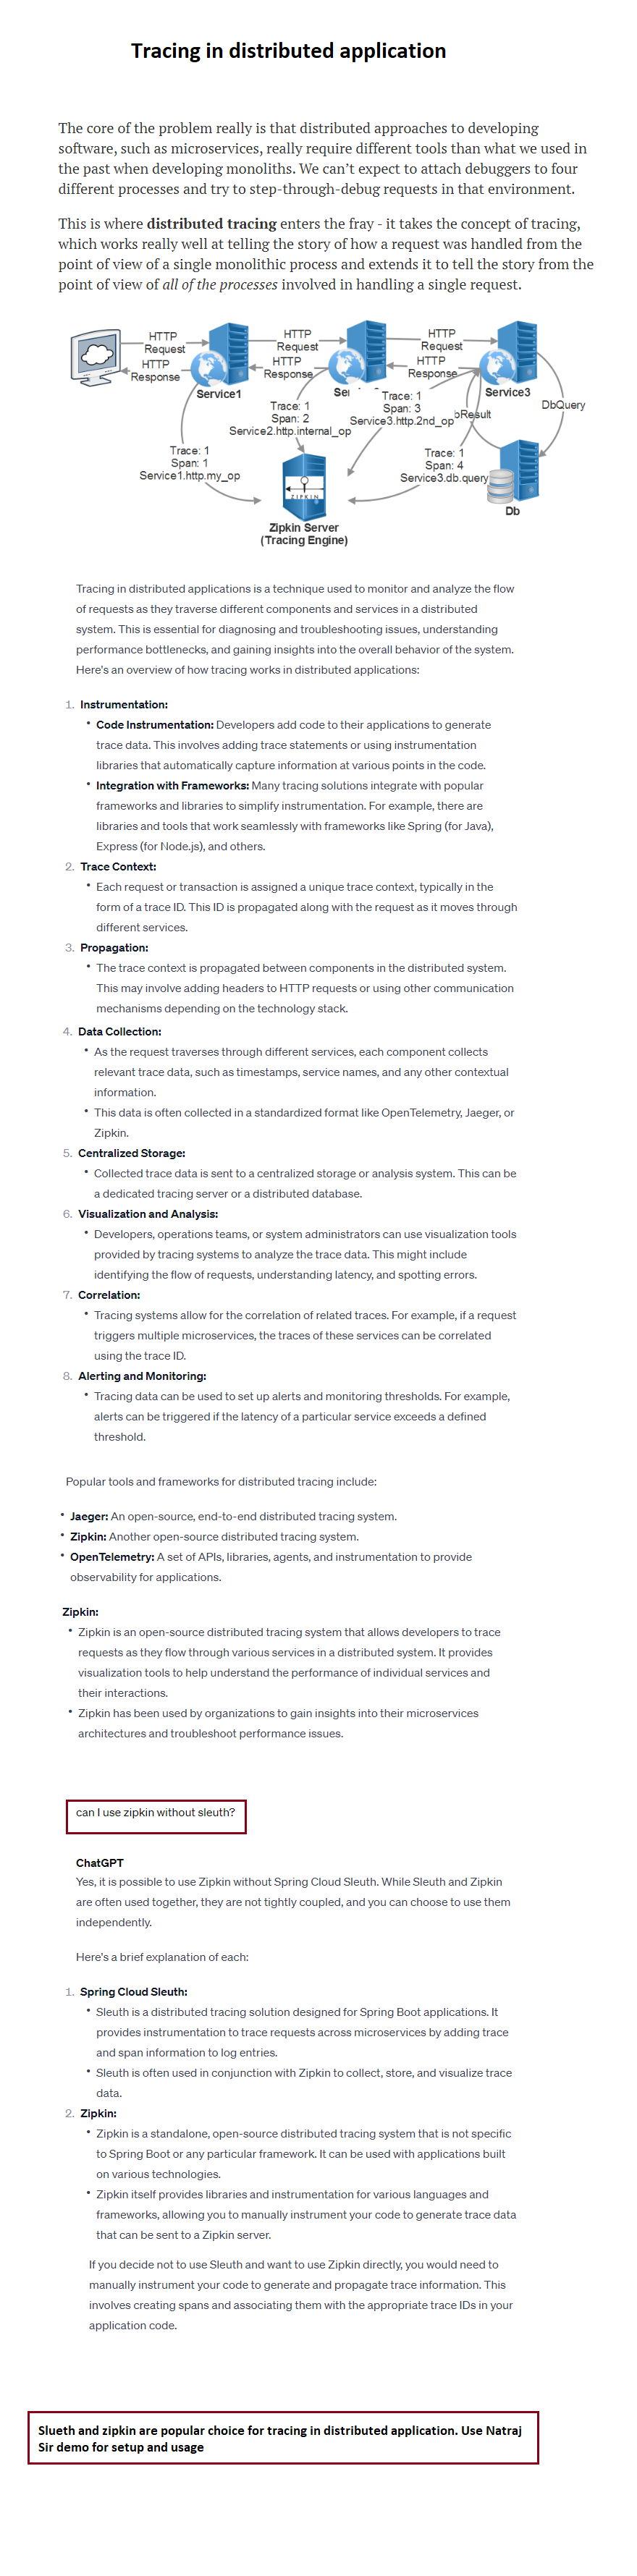 Tracing in distributed application
The core of the problem really is that distributed approaches to developing
software, such as microservices, really require different tools than what we used in
the past when developing monoliths. We can't expect to attach debuggers to four
different processes and try to step-through-debug requests in that environment.
This is where distributed tracing enters the fray - it takes the concept of tracing,
which works really well at telling the story of how a request was handled from the
point of view of a single monolithic process and extends it to tell the story from the
point of view of all of the processes involved in handling a single request.
HTTP
Request
HTTP
Response
Service1
HTTP
Request
HTTP
Response
HTTP
Request
HTTP
Response
Service3
DbQuery
Trace: 1
Span: 2
Service2.http.internal_op
Trace: 1
Span: 3
Service3.http.2nd_op
bResult
Trace: 1
Span: 1
Service1.http.my_op
Trace: 1
Span: 4
Service3.db.query
ZIPKIN
Db
Zipkin Server
(Tracing Engine)
Tracing in distributed applications is a technique used to monitor and analyze the flow
of requests as they traverse different components and services in a distributed
system. This is essential for diagnosing and troubleshooting issues, understanding
performance bottlenecks, and gaining insights into the overall behavior of the system.
Here's an overview of how tracing works in distributed applications:
1. Instrumentation:
• Code Instrumentation: Developers add code to their applications to generate
trace data. This involves adding trace statements or using instrumentation
libraries that automatically capture information at various points in the code.
• Integration with Frameworks: Many tracing solutions integrate with popular
frameworks and libraries to simplify instrumentation. For example, there are
libraries and tools that work seamlessly with frameworks like Spring (for Java),
Express (for Node.js), and others.
2. Trace Context:
• Each request or transaction is assigned a unique trace context, typically in the
form of a trace ID. This ID is propagated along with the request as it moves through
different services.
3. Propagation:
• The trace context is propagated between components in the distributed system.
This may involve adding headers to HTTP requests or using other communication
mechanisms depending on the technology stack.
4. Data Collection:
• As the request traverses through different services, each component collects
relevant trace data, such as timestamps, service names, and any other contextual
information.
• This data is often collected in a standardized format like OpenTelemetry, Jaeger, or
Zipkin.
5. Centralized Storage:
• Collected trace data is sent to a centralized storage or analysis system. This can be
a dedicated tracing server or a distributed database.
6. Visualization and Analysis:
• Developers, operations teams, or system administrators can use visualization tools
provided by tracing systems to analyze the trace data. This might include
identifying the flow of requests, understanding latency, and spotting errors.
7. Correlation:
• Tracing systems allow for the correlation of related traces. For example, if a request
triggers multiple microservices, the traces of these services can be correlated
using the trace ID.
8. Alerting and Monitoring:
• Tracing data can be used to set up alerts and monitoring thresholds. For example,
alerts can be triggered if the latency of a particular service exceeds a defined
threshold.
Popular tools and frameworks for distributed tracing include:
• Jaeger: An open-source, end-to-end distributed tracing system.
• Zipkin: Another open-source distributed tracing system.
• OpenTelemetry: A set of APIs, libraries, agents, and instrumentation to provide
observability for applications.
Zipkin:
• Zipkin is an open-source distributed tracing system that allows developers to trace
requests as they flow through various services in a distributed system. It provides
visualization tools to help understand the performance of individual services and
their interactions.
• Zipkin has been used by organizations to gain insights into their microservices
architectures and troubleshoot performance issues.
can I use zipkin without sleuth?
ChatGPT
Yes, it is possible to use Zipkin without Spring Cloud Sleuth. While Sleuth and Zipkin
are often used together, they are not tightly coupled, and you can choose to use them
independently.
Here's a brief explanation of each:
1. Spring Cloud Sleuth:
• Sleuth is a distributed tracing solution designed for Spring Boot applications. It
provides instrumentation to trace requests across microservices by adding trace
and span information to log entries.
• Sleuth is often used in conjunction with Zipkin to collect, store, and visualize trace
data.
2. Zipkin:
• Zipkin is a standalone, open-source distributed tracing system that is not specific
to Spring Boot or any particular framework. It can be used with applications built
on various technologies.
• Zipkin itself provides libraries and instrumentation for various languages and
frameworks, allowing you to manually instrument your code to generate trace data
that can be sent to a Zipkin server.
If you decide not to use Sleuth and want to use Zipkin directly, you would need to
manually instrument your code to generate and propagate trace information. This
involves creating spans and associating them with the appropriate trace IDs in your
application code.
Slueth and zipkin are popular choice for tracing in distributed application. Use Natraj
Sir demo for setup and usage